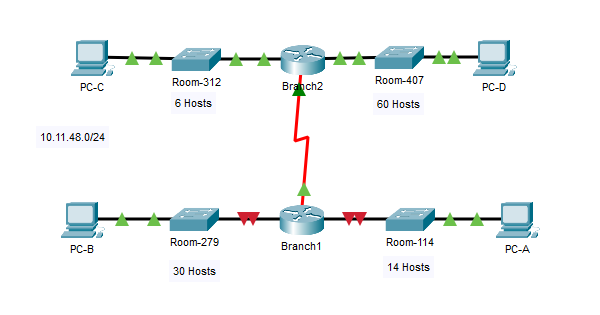 PC-C
Room-312
6 Hosts
Branch2
Room-407
60 Hosts
PC-D
10.11.48.0/24
PC-B
Room-279
30 Hosts
Branch1
Room-114
14 Hosts
PC-A